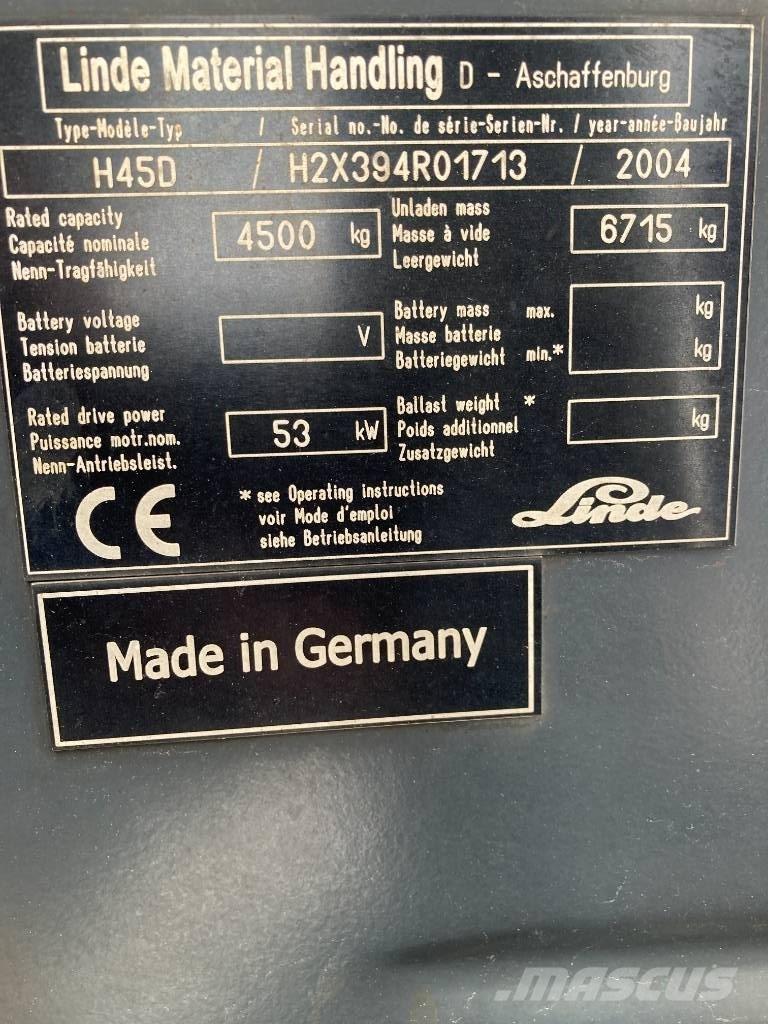 Linde Material Handling D - Aschaffenburg
Type-Modèle-Typ / Serial no.-No. de série-Serien-Nr. / year-année-Baujahr
H45D / H2X394R01713 / 2004
Rated capacity
Capacité nominale
Nenn-Tragfähigkeit
4500 kg
Unladen mass
Masse à vide
Leergewicht
6715 kg
Battery voltage
Tension batterie
Batteriespannung
V
Battery mass max.
Masse batterie
Batteriegewicht min.*
kg
kg
Rated drive power
Puissance motr.nom.
Nenn-Antriebsleist.
53 kW
Ballast weight *
Poids additionnel
Zusatzgewicht
kg
CE
* see Operating instructions
voir Mode d'emploi
siehe Betriebsanleitung
Linde
Made in Germany
MASCUS